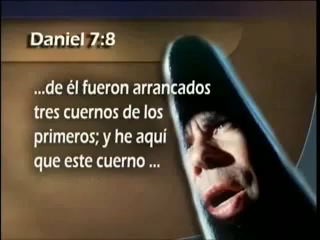 Daniel 7:8
...de él fueron arrancados
tres cuernos de los
primeros; y he aquí
que este cuerno ...